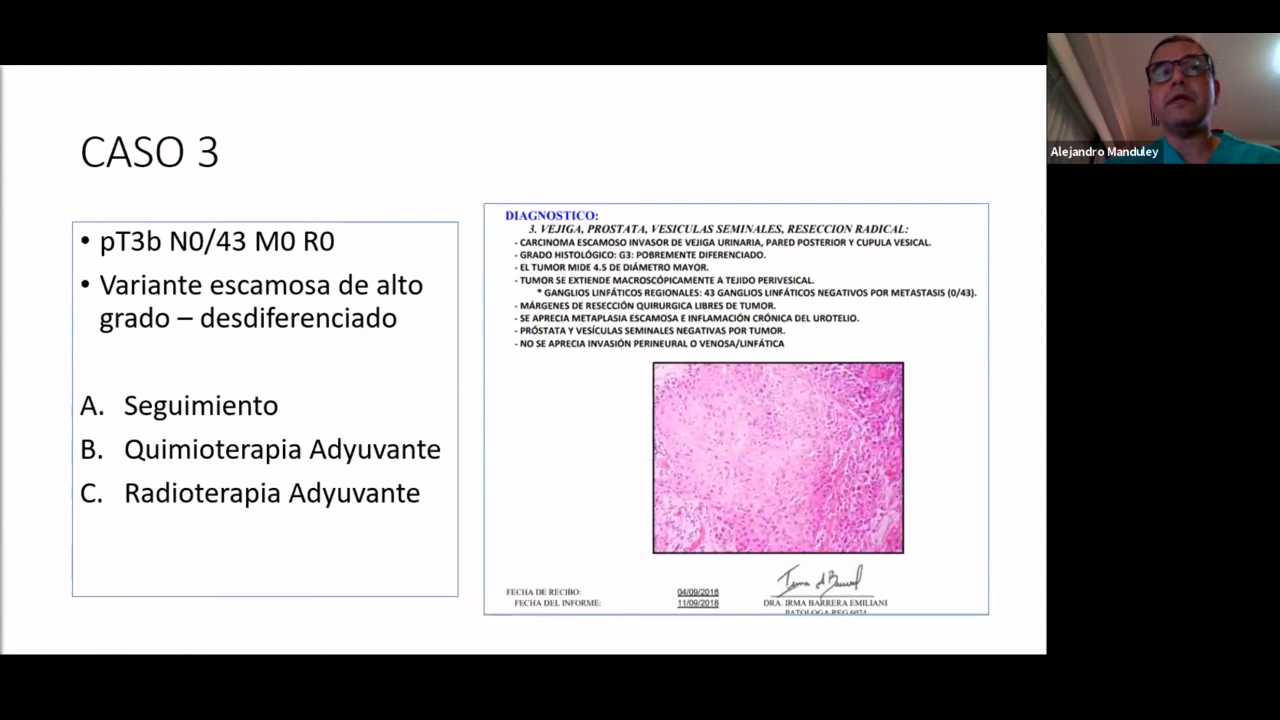 CASO 3
• pT3b N0/43 M0 R0
• Variante escamosa de alto
grado – desdiferenciado
A. Seguimiento
B. Quimioterapia Adyuvante
C. Radioterapia Adyuvante
DIAGNOSTICO:
3. VEJIGA, PROSTATA, VESICULAS SEMINALES, RESECCION RADICAL:
- CARCINOMA ESCAMOSO INVASOR DE VEJIGA URINARIA, PARED POSTERIOR Y CUPULA VESICAL.
- GRADO HISTOLÓGICO: G3: POBREMENTE DIFERENCIADO.
- EL TUMOR MIDE 4.5 DE DIÁMETRO MAYOR.
- TUMOR SE EXTIENDE MACROSCÓPICAMENTE A TEJIDO PERIVESICAL.
* GANGLIOS LINFÁTICOS REGIONALES: 43 GANGLIOS LINFÁTICOS NEGATIVOS POR METASTASIS (0/43).
- MÁRGENES DE RESECCIÓN QUIRURGICA LIBRES DE TUMOR.
- SE APRECIA METAPLASIA ESCAMOSA E INFLAMACIÓN CRÓNICA DEL UROTELIO.
- PRÓSTATA Y VESÍCULAS SEMINALES NEGATIVAS POR TUMOR.
- NO SE APRECIA INVASIÓN PERINEURAL O VENOSA/LINFÁTICA
FECHA DE RECIBO: 04/09/2018
FECHA DEL INFORME: 11/09/2018
DRA. IRMA BARRERA EMILIANI
PATOLOGA REG 6074
Alejandro Manduley